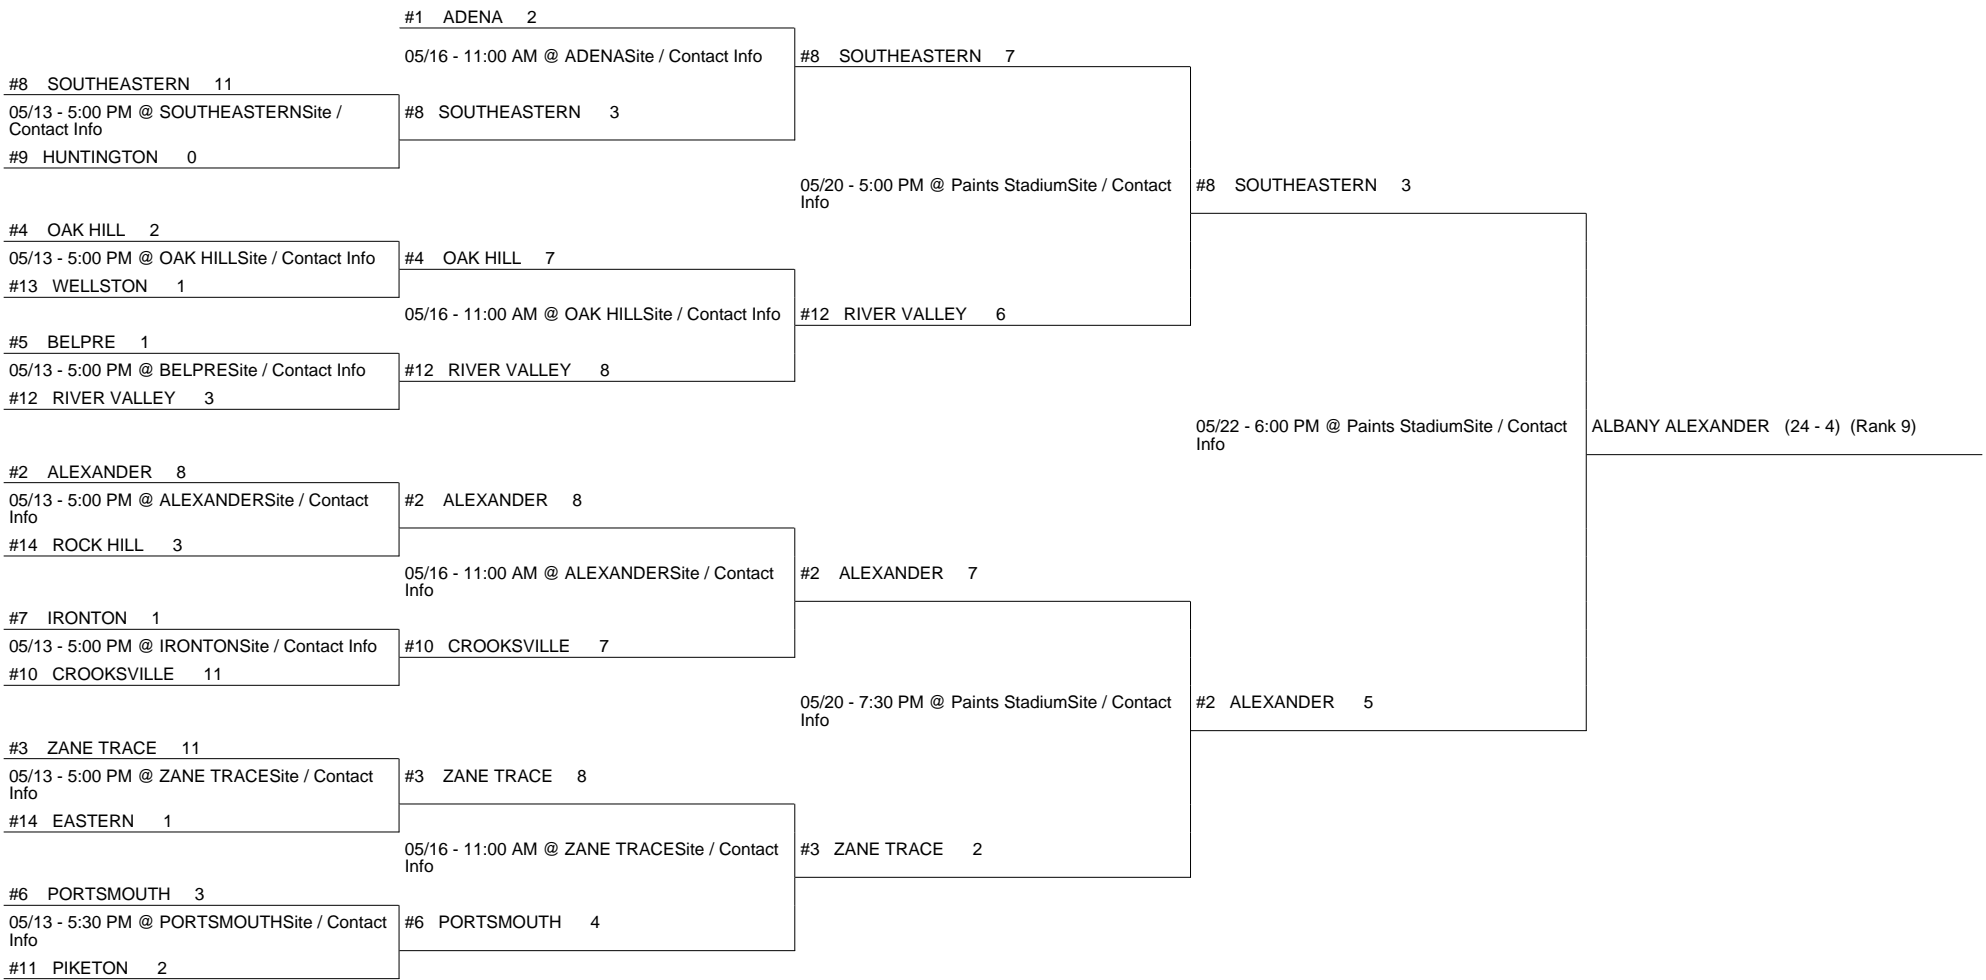 #1 ADENA 2
05/16 - 11:00 AM @ ADENASite / Contact Info
#8 SOUTHEASTERN 7
#8 SOUTHEASTERN 11
05/13 - 5:00 PM @ SOUTHEASTERNSite /
Contact Info
#8 SOUTHEASTERN 3
#9 HUNTINGTON 0
05/20 - 5:00 PM @ Paints StadiumSite / Contact
Info
#8 SOUTHEASTERN 3
#4 OAK HILL 2
05/13 - 5:00 PM @ OAK HILLSite / Contact Info
#4 OAK HILL 7
#13 WELLSTON 1
05/16 - 11:00 AM @ OAK HILLSite / Contact Info
#12 RIVER VALLEY 6
#5 BELPRE 1
05/13 - 5:00 PM @ BELPRESite / Contact Info
#12 RIVER VALLEY 8
#12 RIVER VALLEY 3
05/22 - 6:00 PM @ Paints StadiumSite / Contact
Info
ALBANY ALEXANDER (24 - 4) (Rank 9)
#2 ALEXANDER 8
05/13 - 5:00 PM @ ALEXANDERSite / Contact
Info
#2 ALEXANDER 8
#14 ROCK HILL 3
05/16 - 11:00 AM @ ALEXANDERSite / Contact
Info
#2 ALEXANDER 7
#7 IRONTON 1
05/13 - 5:00 PM @ IRONTONSite / Contact Info
#10 CROOKSVILLE 7
#10 CROOKSVILLE 11
05/20 - 7:30 PM @ Paints StadiumSite / Contact
Info
#2 ALEXANDER 5
#3 ZANE TRACE 11
05/13 - 5:00 PM @ ZANE TRACESite / Contact
Info
#3 ZANE TRACE 8
#14 EASTERN 1
05/16 - 11:00 AM @ ZANE TRACESite / Contact
Info
#3 ZANE TRACE 2
#6 PORTSMOUTH 3
05/13 - 5:30 PM @ PORTSMOUTHSite / Contact
Info
#6 PORTSMOUTH 4
#11 PIKETON 2